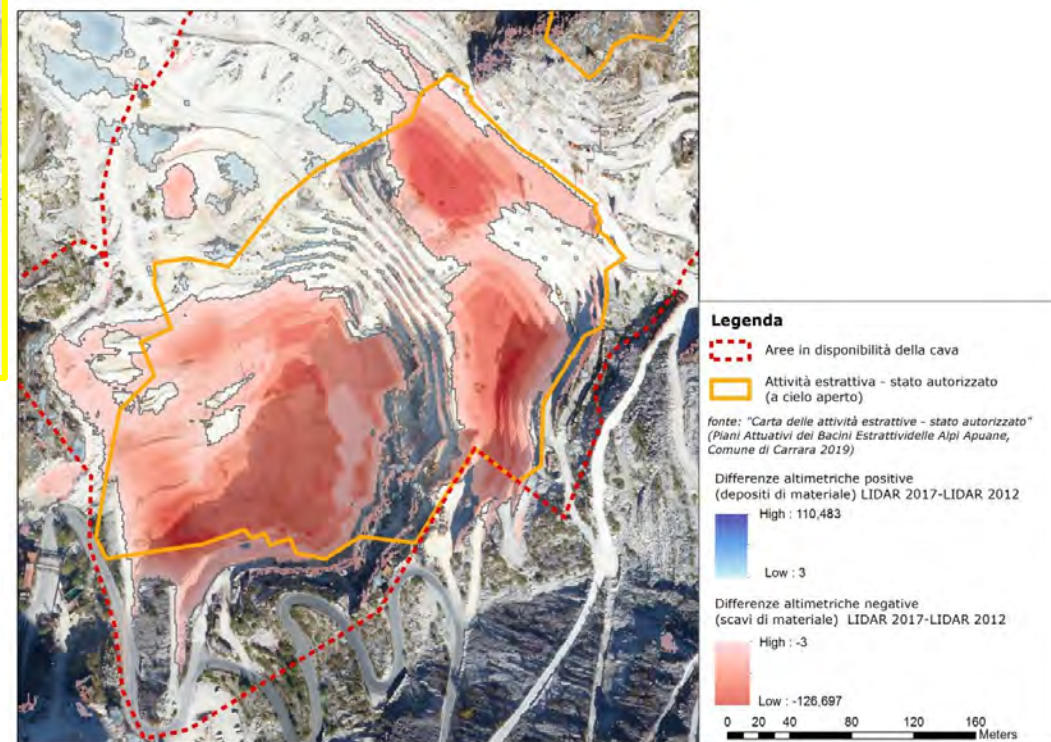 Legenda
Aree in disponibilità della cava
Attività estrattiva - stato autorizzato
(a cielo aperto)
fonte: "Carta delle attività estrattive - stato autorizzato"
(Piani Attuativi dei Bacini Estrattividelle Alpi Apuane,
Comune di Carrara 2019)
Differenze altimetriche positive
(depositi di materiale) LIDAR 2017-LIDAR 2012
High : 110,483
Low : 3
Differenze altimetriche negative
(scavi di materiale) LIDAR 2017-LIDAR 2012
High : -3
Low : -126,697
0 20 40 80 120 160
Meters